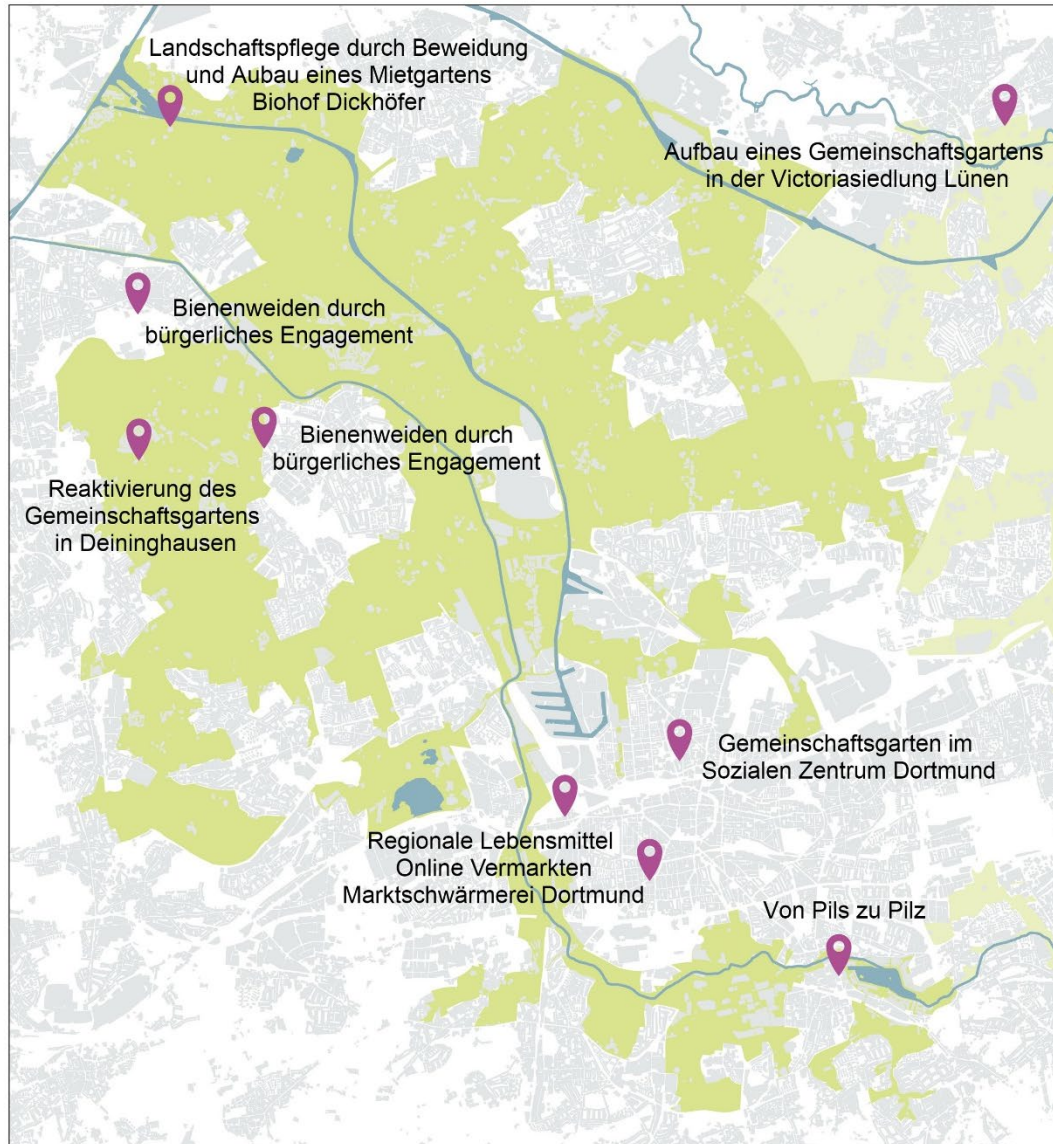 Landschaftspflege durch Beweidung
und Aubau eines Mietgartens
Biohof Dickhöfer
Aufbau eines Gemeinschaftsgartens
in der Victoriasiedlung Lünen
Bienenweiden durch
bürgerliches Engagement
Bienenweiden durch
bürgerliches Engagement
Reaktivierung des
Gemeinschaftsgartens
in Deininghausen
Gemeinschaftsgarten im
Sozialen Zentrum Dortmund
Regionale Lebensmittel
Online Vermarkten
Marktschwärmerei Dortmund
Von Pils zu Pilz